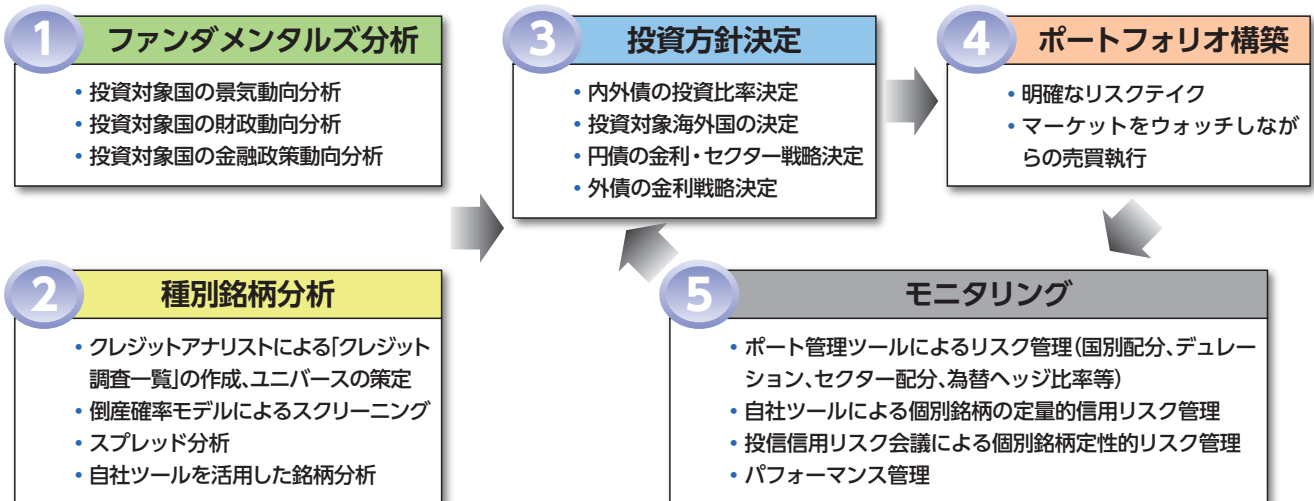 1
ファンダメンタルズ分析
・投資対象国の景気動向分析
・投資対象国の財政動向分析
・投資対象国の金融政策動向分析
2
種別銘柄分析
・クレジットアナリストによる｢クレジット
調査一覧｣の作成、ユニバースの策定
・倒産確率モデルによるスクリーニング
・スプレッド分析
・自社ツールを活用した銘柄分析
3
投資方針決定
・内外債の投資比率決定
・投資対象海外国の決定
・円債の金利・セクター戦略決定
・外債の金利戦略決定
4
ポートフォリオ構築
・明確なリスクテイク
・マーケットをウォッチしなが
らの売買執行
5
モニタリング
・ポート管理ツールによるリスク管理(国別配分、デュレー
ション、セクター配分、為替ヘッジ比率等)
・自社ツールによる個別銘柄の定量的信用リスク管理
・投信信用リスク会議による個別銘柄定性的リスク管理
・パフォーマンス管理